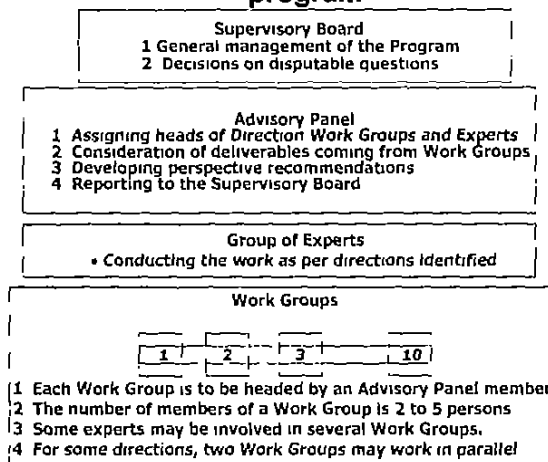 program
Supervisory Board
1 General management of the Program
2 Decisions on disputable questions
Advisory Panel
1 Assigning heads of Direction Work Groups and Experts
2 Consideration of deliverables coming from Work Groups
3 Developing perspective recommendations
4 Reporting to the Supervisory Board
Group of Experts
• Conducting the work as per directions identified
Work Groups
1 2 3 10
1 Each Work Group is to be headed by an Advisory Panel member
2 The number of members of a Work Group is 2 to 5 persons
3 Some experts may be involved in several Work Groups.
4 For some directions, two Work Groups may work in parallel